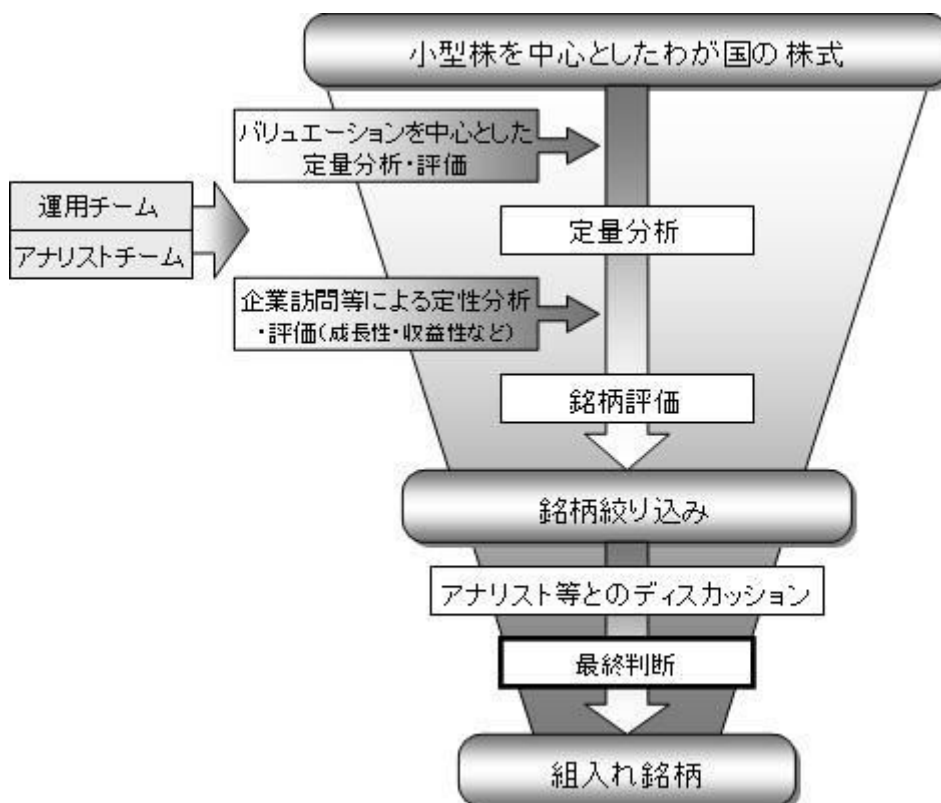 小型株を中心としたわが国の株式
バリュエーションを中心とした
定量分析・評価
運用チーム
アナリストチーム
定量分析
企業訪問等による定性分析
・評価(成長性・収益性など)
銘柄評価
銘柄絞り込み
アナリスト等とのディスカッション
最終判断
組入れ銘柄